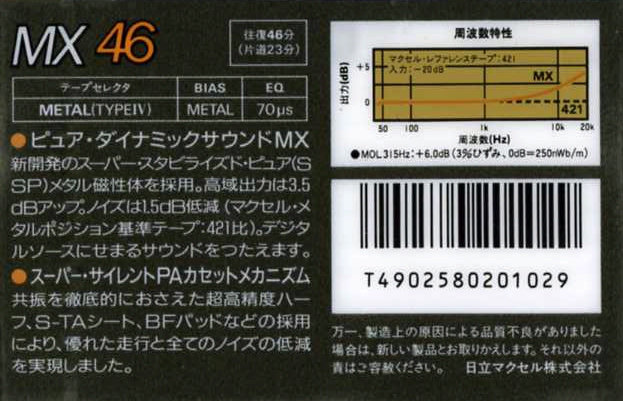 MX 46
往復46分
(片道23分)
テープセレクタ BIAS EQ
METAL(TYPEⅣ) METAL 70μs
●ピュア・ダイナミックサウンドMX
新開発のスーパー・スタビライズド・ピュア(S
SP)メタル磁性体を採用。高域出力は3.5
dBアップ。ノイズは1.5dB低減(マクセル・メ
タルポジション基準テープ:421比)。デジタ
ルソースにせまるサウンドをつたえます。
●スーパー・サイレントPAカセットメカニズム
共振を徹底的におさえた超高精度ハー
フ、S-TAシート、BFパッドなどの採用
により、優れた走行と全てのノイズの低減
を実現しました。
周波数特性
マクセル・レファレンステープ:421
入力:-20dB
出力(dB)
+5
0
MX
421
50 100 1k 10k 20k
周波数(Hz)
●MOL315Hz:+6.0dB(3%ひずみ、0dB=250nWb/m)
T4902580201029
万一、製造上の原因による品質不良がありました
場合は、新しい製品とお取りかえします。それ以外の
責はご容赦ください。 日立マクセル株式会社